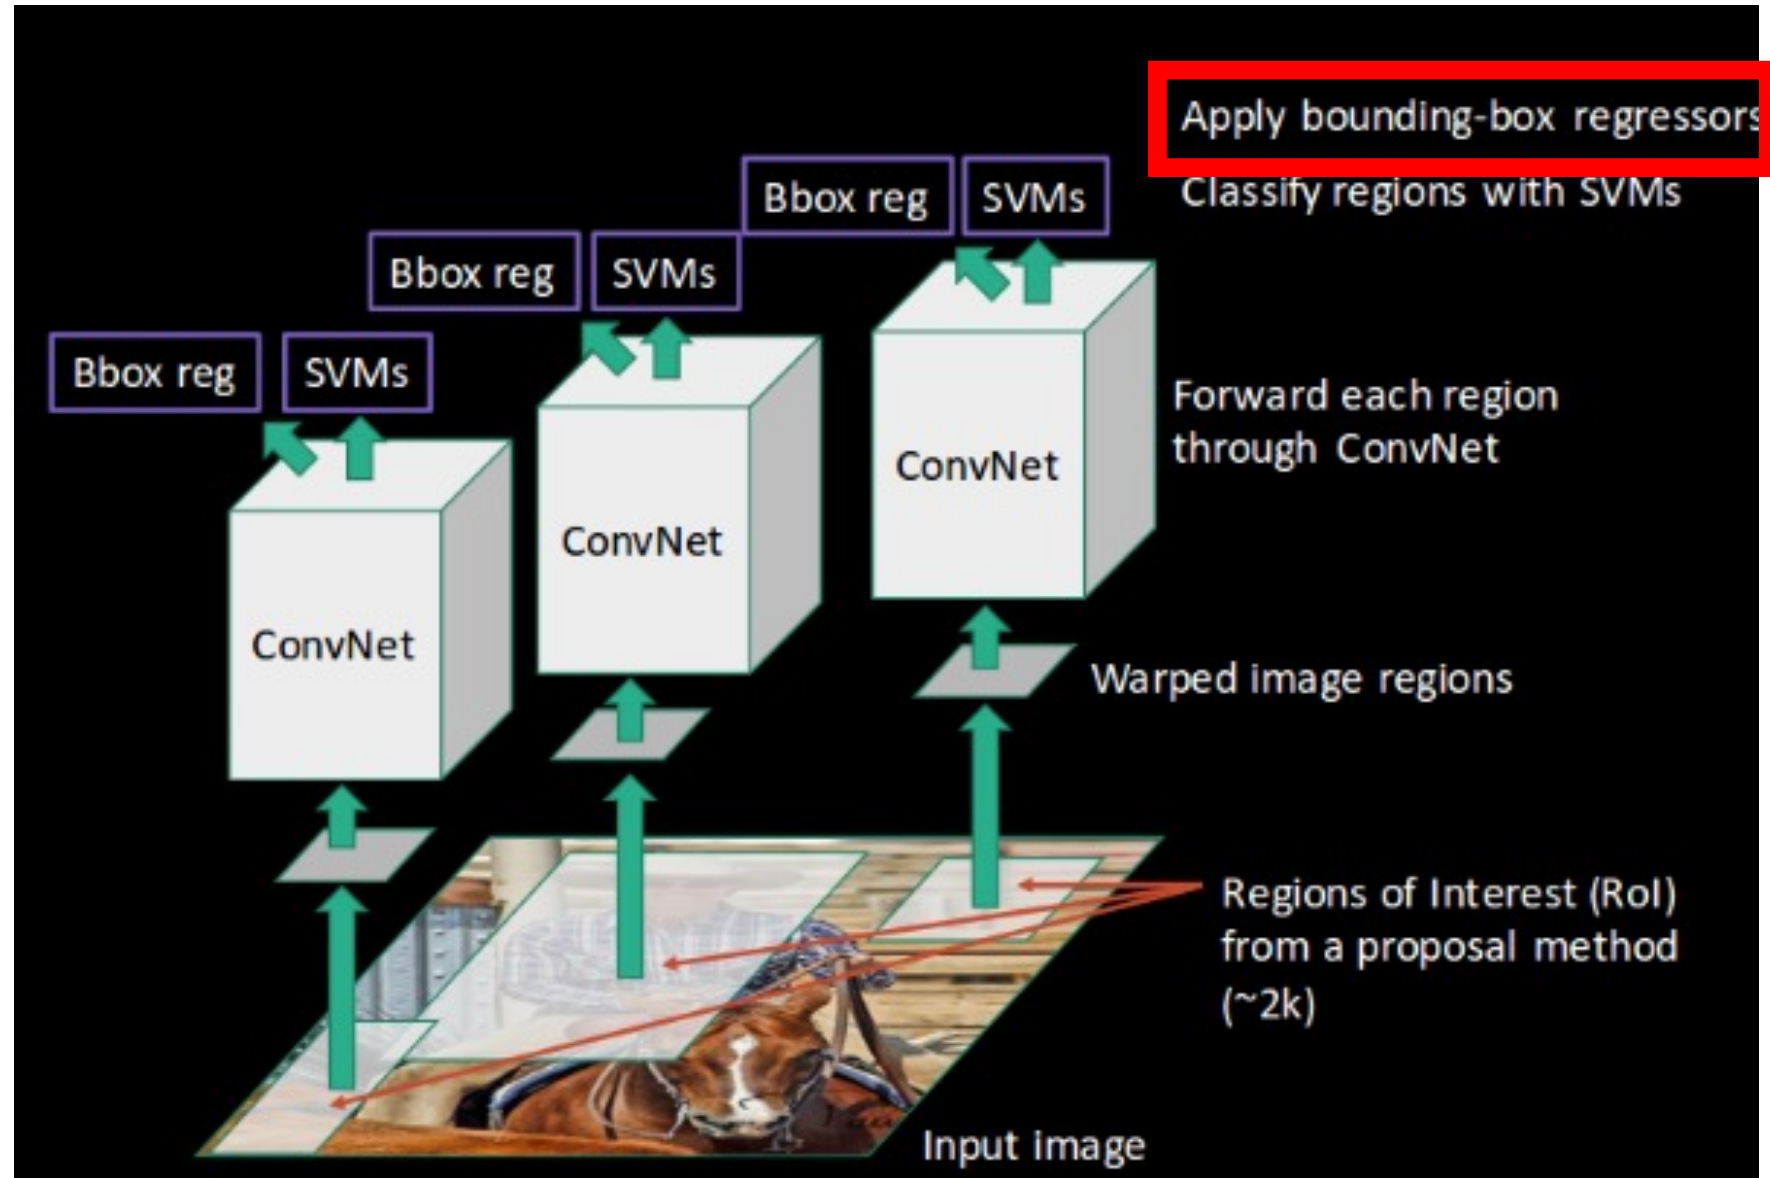 Apply bounding-box regressors
Bbox reg
SVMs
Classify regions with SVMs
Bbox reg
SVMs
Bbox reg
SVMs
Forward each region
through ConvNet
ConvNet
ConvNet
ConvNet
Warped image regions
Regions of Interest (RoI)
from a proposal method
(~2k)
Input image